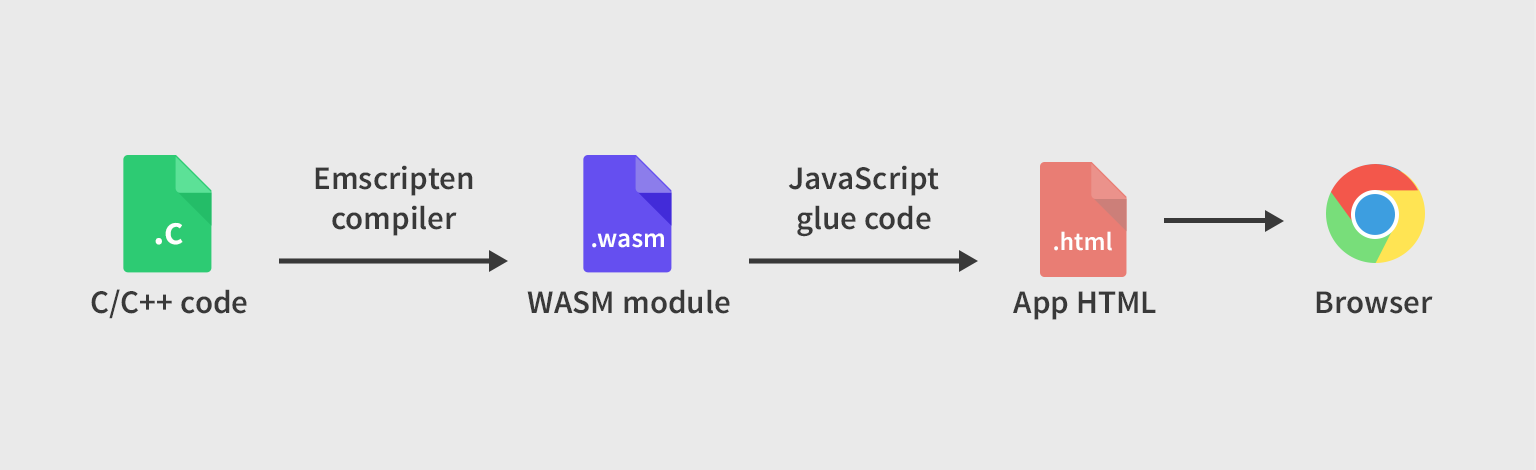 Emscripten
compiler
JavaScript
glue code
.c
.wasm
.html
C/C++ code
WASM module
App HTML
Browser